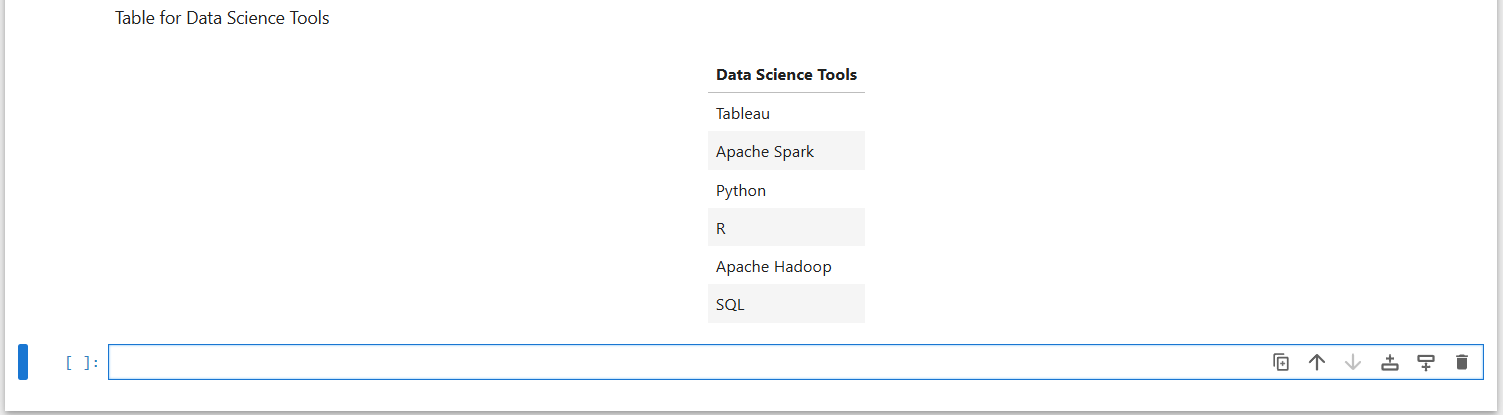 Table for Data Science Tools
Data Science Tools
Tableau
Apache Spark
Python
R
Apache Hadoop
SQL
[ ]: